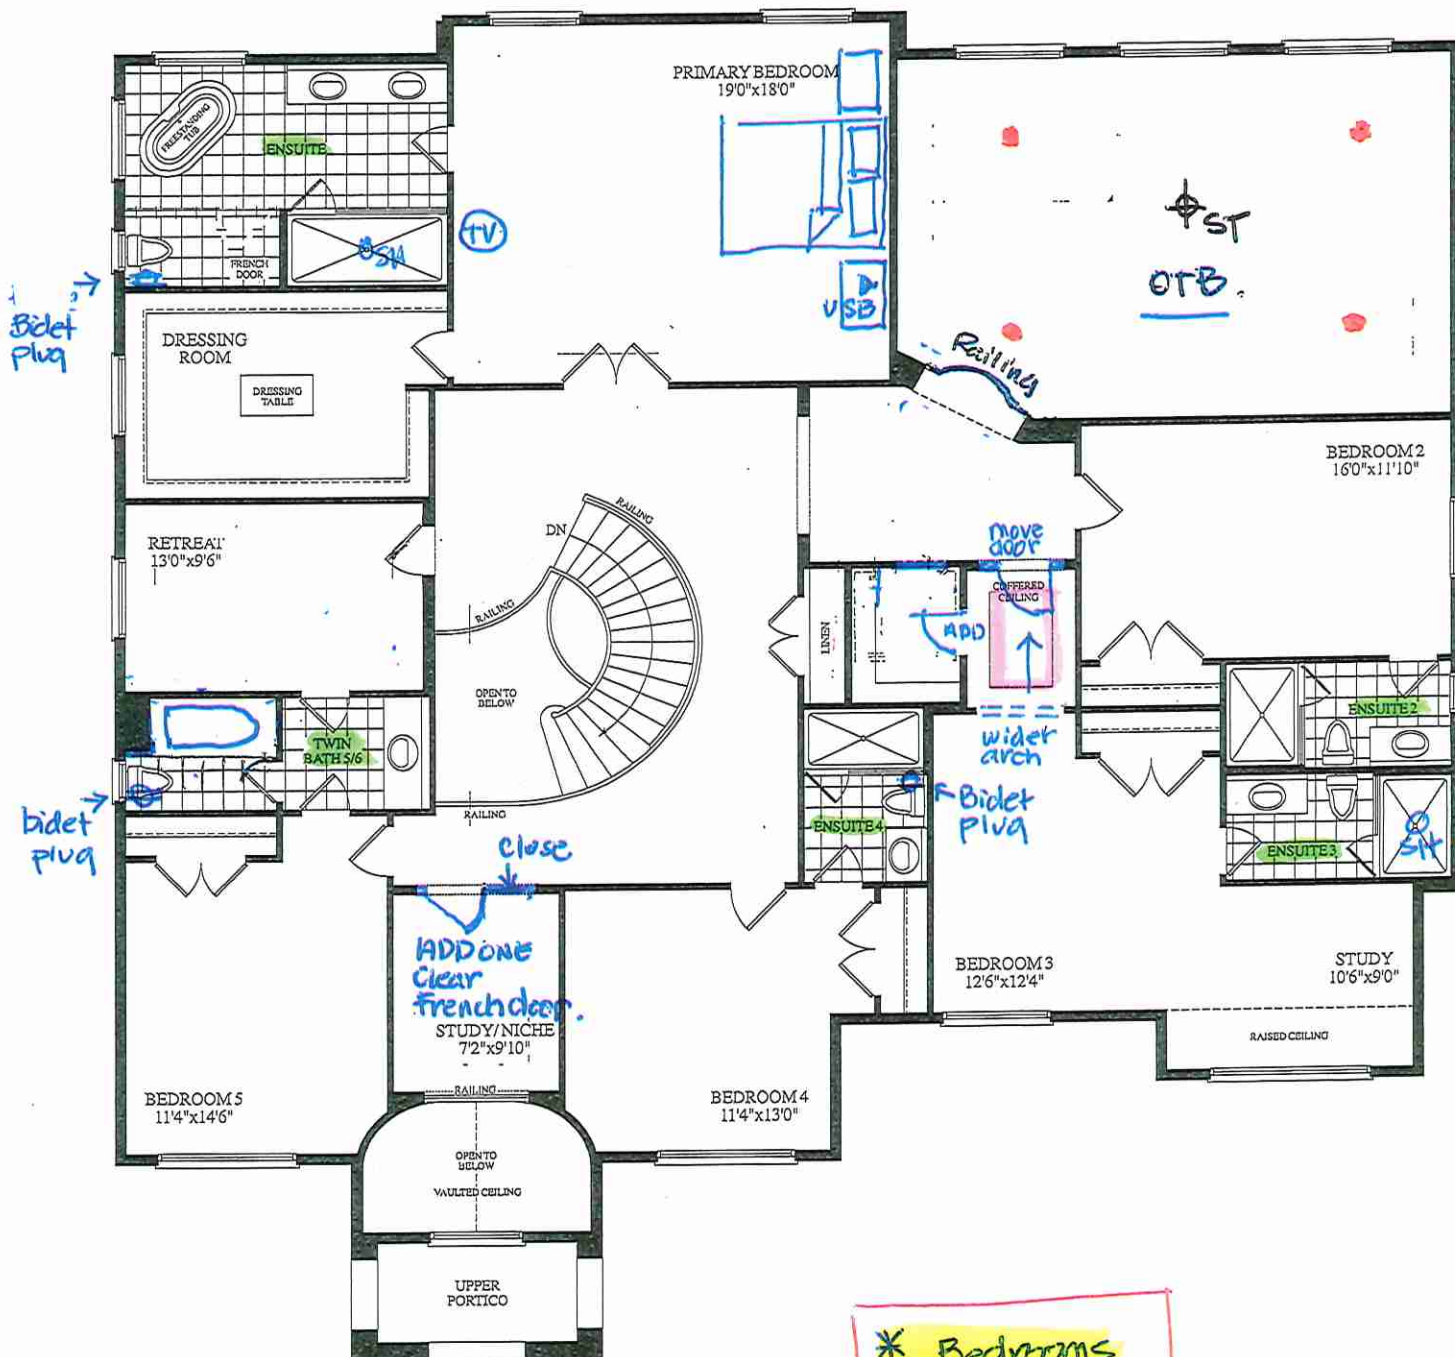 PRIMARY BEDROOM
19'0"x18'0"
FREESTANDING
TUB
ENSUITE
TV
SH
FRENCH
DOOR
Bidet
plug
ST
OTB
USB
Railing
DRESSING
ROOM
DRESSING
TABLE
BEDROOM 2
16'0"x11'10"
RAILING
DN
RETREAT
13'0"x9'6"
move
door
COFFERED
CEILING
RAILING
LINEN
ADD
OPEN TO
BELOW
ENSUITE 2
TWIN
BATH 5/6
wider
arch
RAILING
bidet
plug
Bidet
plug
ENSUITE 4
SH
ENSUITE 3
close
ADD ONE
Clear
French door.
STUDY/NICHE
7'2"x9'10"
BEDROOM 3
12'6"x12'4"
STUDY
10'6"x9'0"
RAISED CEILING
RAILING
BEDROOM 5
11'4"x14'6"
BEDROOM 4
11'4"x13'0"
OPEN TO
BELOW
VAULTED CEILING
UPPER
PORTICO
* Bedrooms